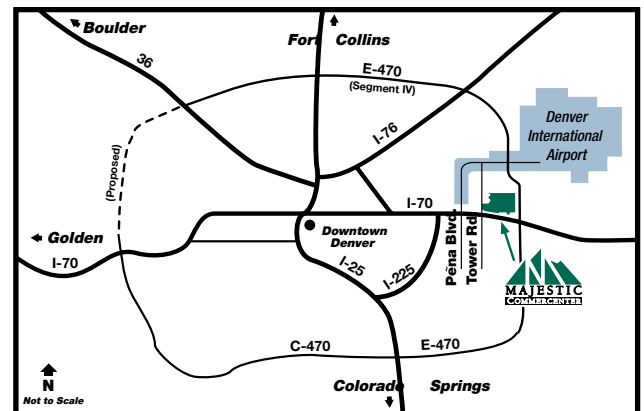 Boulder
Fort Collins
36
E-470
(Segment IV)
I-76
Denver
International
Airport
(Proposed)
I-70
Golden
I-70
Downtown
Denver
Pēna Blvd.
Tower Rd.
I-25
I-225
MAJESTIC
COMMERCENTER
C-470
E-470
N
Not to Scale
Colorado Springs